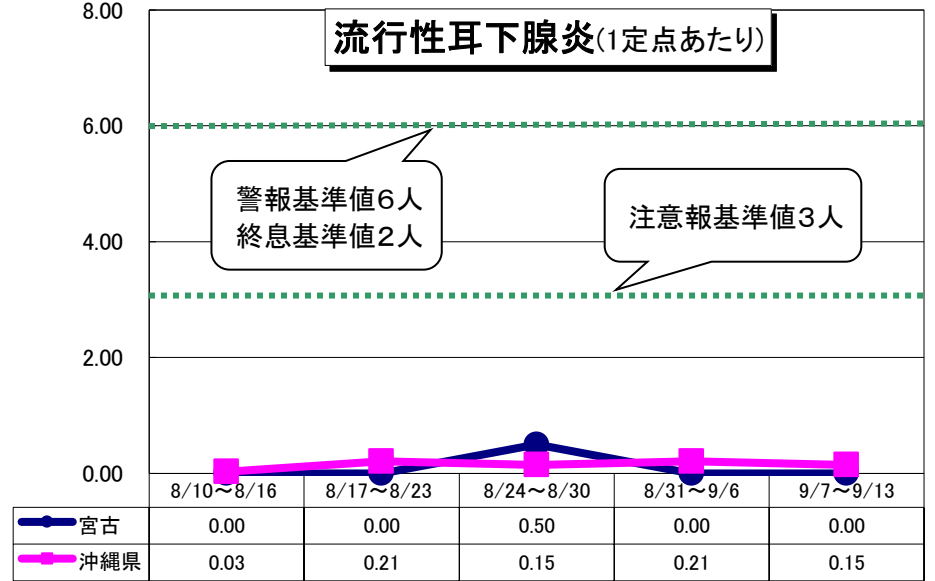 流行性耳下腺炎(1定点あたり)
8.00
6.00
警報基準値6人
終息基準値2人
注意報基準値3人
4.00
2.00
0.00
8/10～8/16 8/17～8/23 8/24～8/30 8/31～9/6 9/7～9/13
宮古 0.00 0.00 0.50 0.00 0.00
沖縄県 0.03 0.21 0.15 0.21 0.15